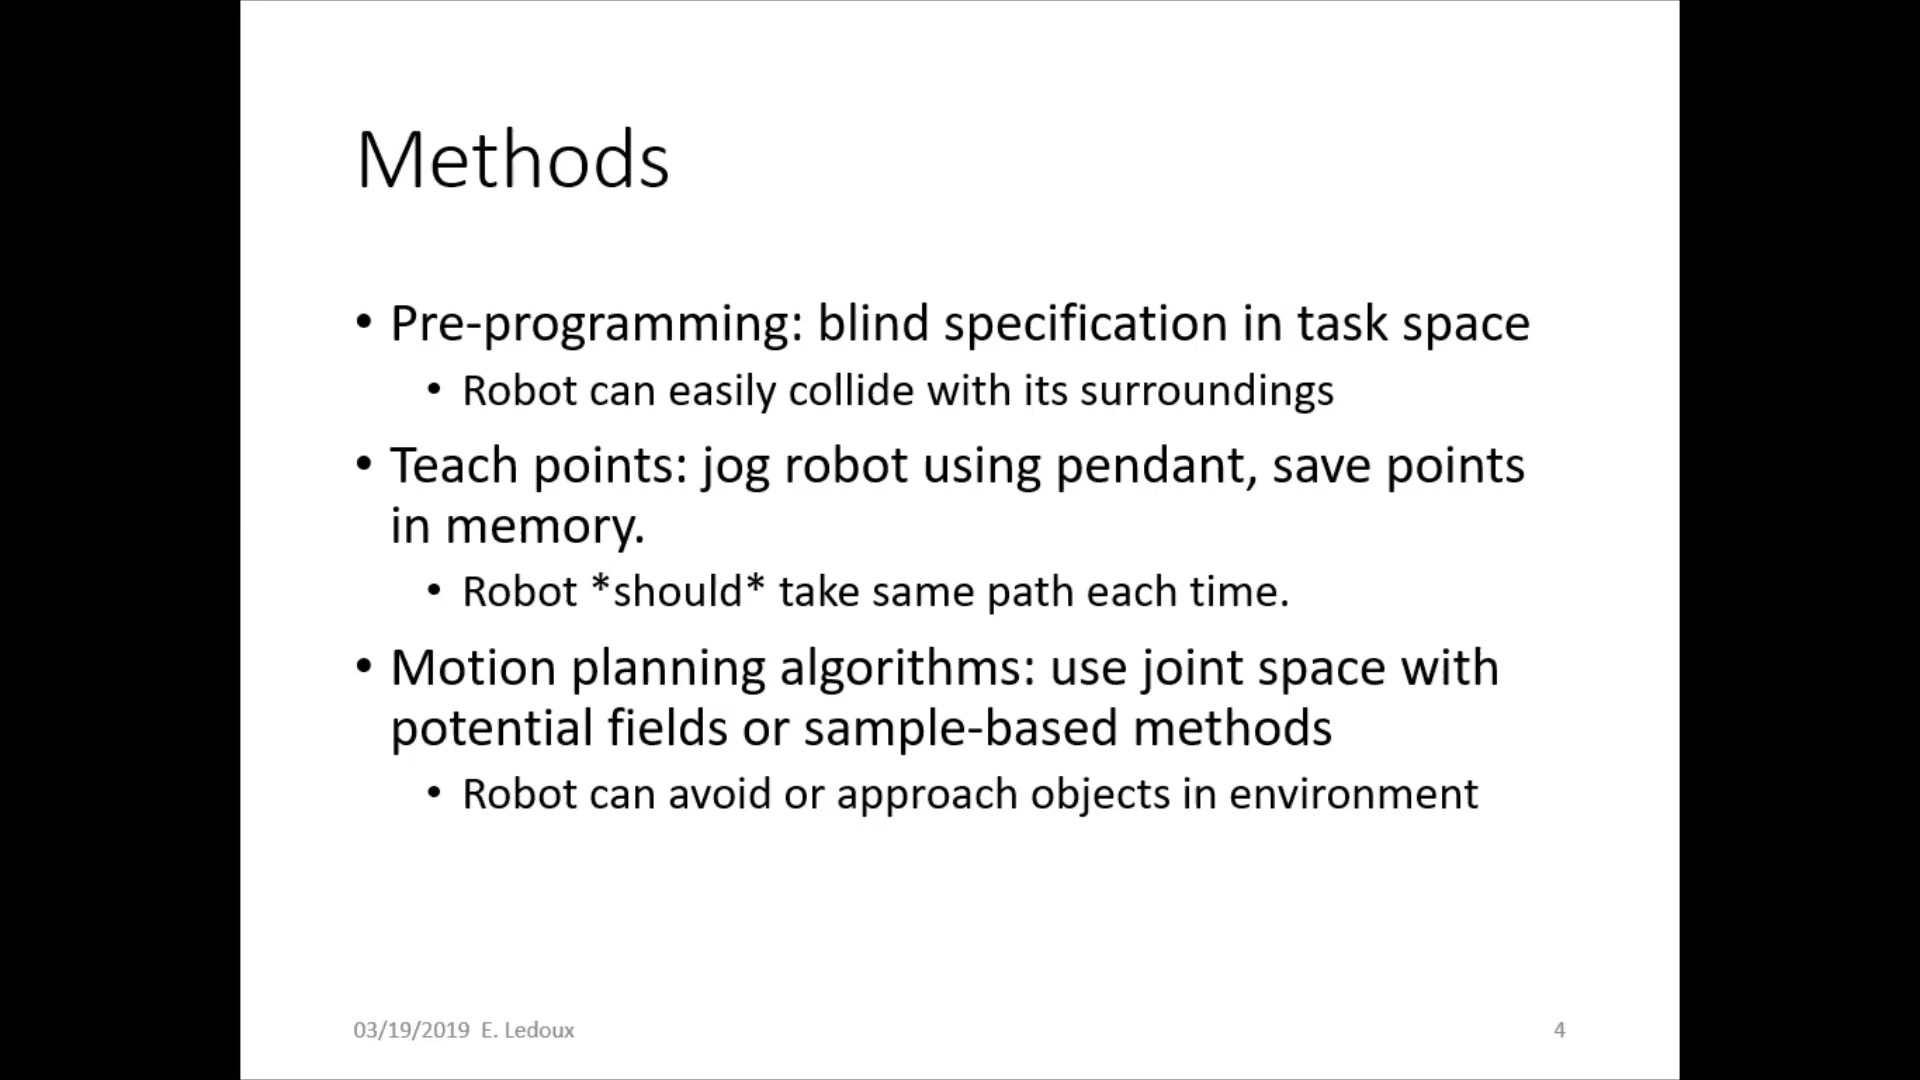 Methods
• Pre-programming: blind specification in task space
• Robot can easily collide with its surroundings
• Teach points: jog robot using pendant, save points
in memory.
• Robot *should* take same path each time.
• Motion planning algorithms: use joint space with
potential fields or sample-based methods
• Robot can avoid or approach objects in environment
03/19/2019 E. Ledoux 4